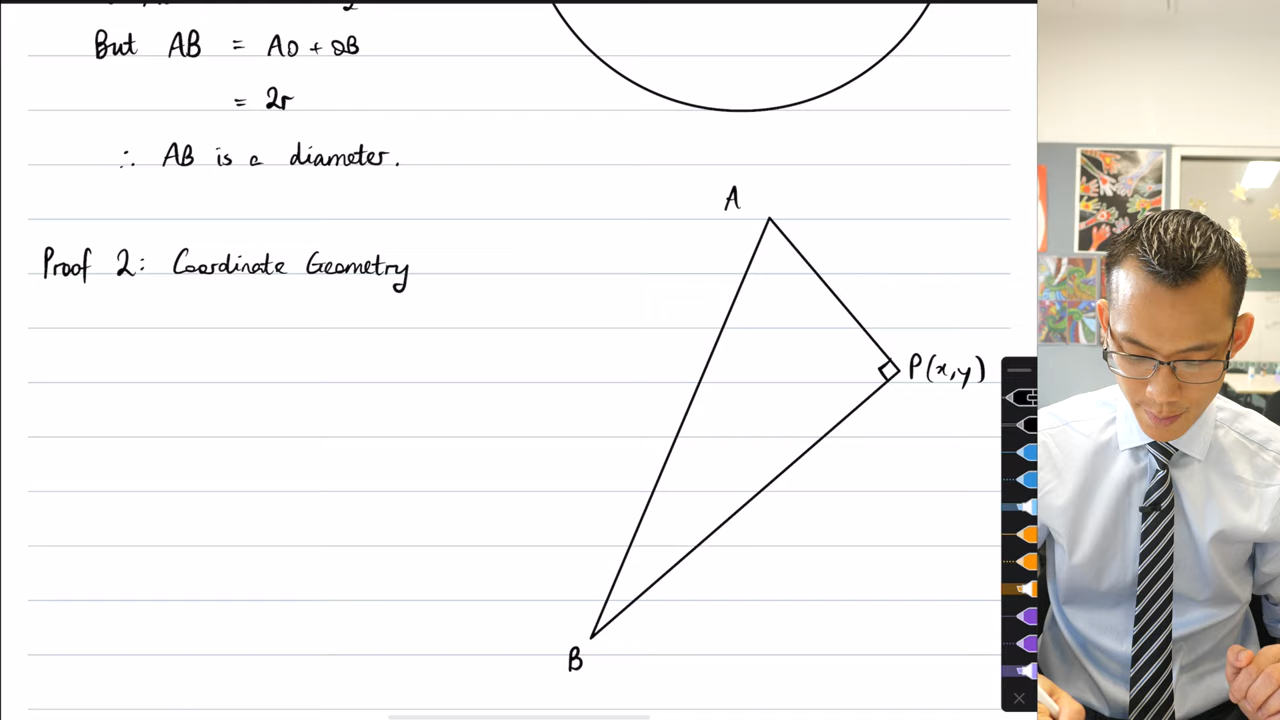 But AB = AO + OB
= 2r
∴ AB is a diameter.
Proof 2: Coordinate Geometry
A
P(x,y)
B